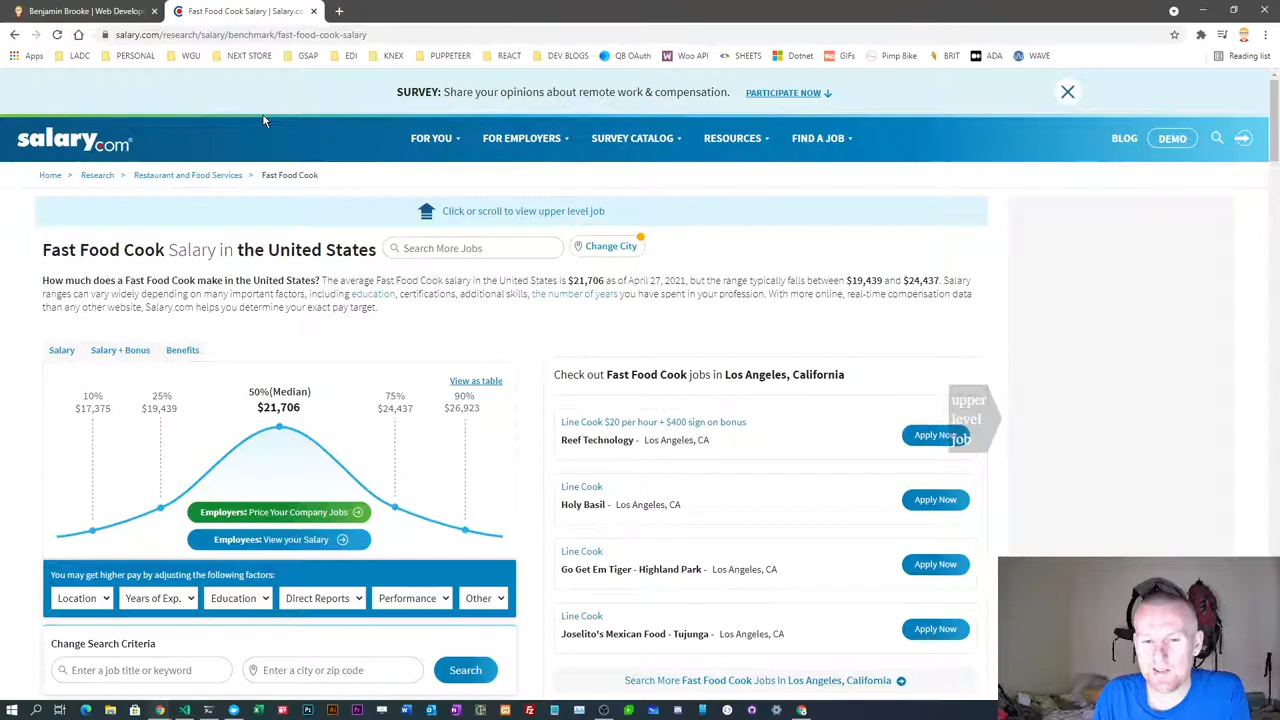 Benjamin Brooke | Web Develop
Fast Food Cook Salary | Salary.c
salary.com/research/salary/benchmark/fast-food-cook-salary
Apps LADC PERSONAL WGU NEXT STORE GSAP EDI KNEX PUPPETEER REACT DEV BLOGS QB OAuth Woo API SHEETS Dotnet GIFs Pimp Bike BRIT ADA WAVE Reading list
SURVEY: Share your opinions about remote work & compensation. PARTICIPATE NOW
salary.com
FOR YOU FOR EMPLOYERS SURVEY CATALOG RESOURCES FIND A JOB BLOG DEMO
Home > Research > Restaurant and Food Services > Fast Food Cook
Click or scroll to view upper level job
Fast Food Cook Salary in the United States
Search More Jobs
Change City
How much does a Fast Food Cook make in the United States? The average Fast Food Cook salary in the United States is $21,706 as of April 27, 2021, but the range typically falls between $19,439 and $24,437. Salary
ranges can vary widely depending on many important factors, including education, certifications, additional skills, the number of years you have spent in your profession. With more online, real-time compensation data
than any other website, Salary.com helps you determine your exact pay target.
Salary Salary + Bonus Benefits
View as table
10%
$17,375
25%
$19,439
50%(Median)
$21,706
75%
$24,437
90%
$26,923
Employers: Price Your Company Jobs
Employees: View your Salary
You may get higher pay by adjusting the following factors:
Location Years of Exp. Education Direct Reports Performance Other
Change Search Criteria
Enter a job title or keyword
Enter a city or zip code
Search
Check out Fast Food Cook jobs in Los Angeles, California
Line Cook $20 per hour + $400 sign on bonus
Reef Technology - Los Angeles, CA
Apply Now
upper
level
job
Line Cook
Holy Basil - Los Angeles, CA
Apply Now
Line Cook
Go Get Em Tiger - Highland Park - Los Angeles, CA
Apply Now
Line Cook
Joselito's Mexican Food - Tujunga - Los Angeles, CA
Apply Now
Search More Fast Food Cook Jobs in Los Angeles, California